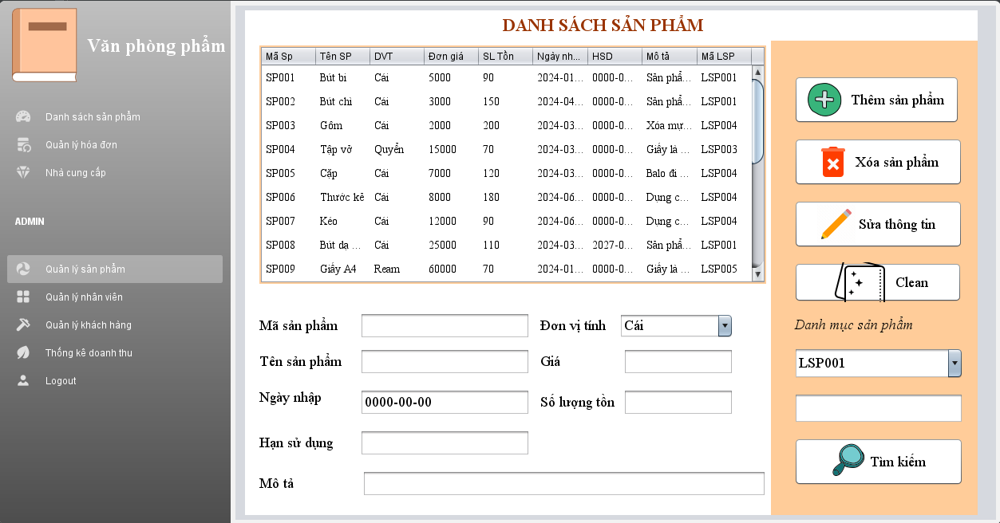 Văn phòng phẩm
Danh sách sản phẩm
Quản lý hóa đơn
Nhà cung cấp
ADMIN
Quản lý sản phẩm
Quản lý nhân viên
Quản lý khách hàng
Thống kê doanh thu
Logout
DANH SÁCH SẢN PHẨM
Mã Sp Tên SP DVT Đơn giá SL Tồn Ngày nh... HSD Mô tả Mã LSP
SP001 Bút bi Cái 5000 90 2024-01... 0000-0... Sản phẩ... LSP001
SP002 Bút chì Cái 3000 150 2024-04... 0000-0... Sản phẩ... LSP001
SP003 Gôm Cái 2000 200 2024-03... 0000-0... Xóa mự... LSP004
SP004 Tập vở Quyển 15000 70 2024-03... 0000-0... Giấy là ... LSP003
SP005 Cặp Cái 7000 120 2024-03... 0000-0... Balo đi ... LSP004
SP006 Thước kẻ Cái 8000 180 2024-06... 0000-0... Dụng c... LSP004
SP007 Kéo Cái 12000 90 2024-06... 0000-0... Dụng c... LSP004
SP008 Bút dạ ... Cái 25000 110 2024-03... 2027-0... Sản phẩ... LSP001
SP009 Giấy A4 Ream 60000 70 2024-01... 0000-0... Giấy là ... LSP005
Mã sản phẩm
Đơn vị tính Cái
Tên sản phẩm
Giá
Ngày nhập 0000-00-00
Số lượng tồn
Hạn sử dụng
Mô tả
Thêm sản phẩm
Xóa sản phẩm
Sửa thông tin
Clean
Danh mục sản phẩm
LSP001
Tìm kiếm